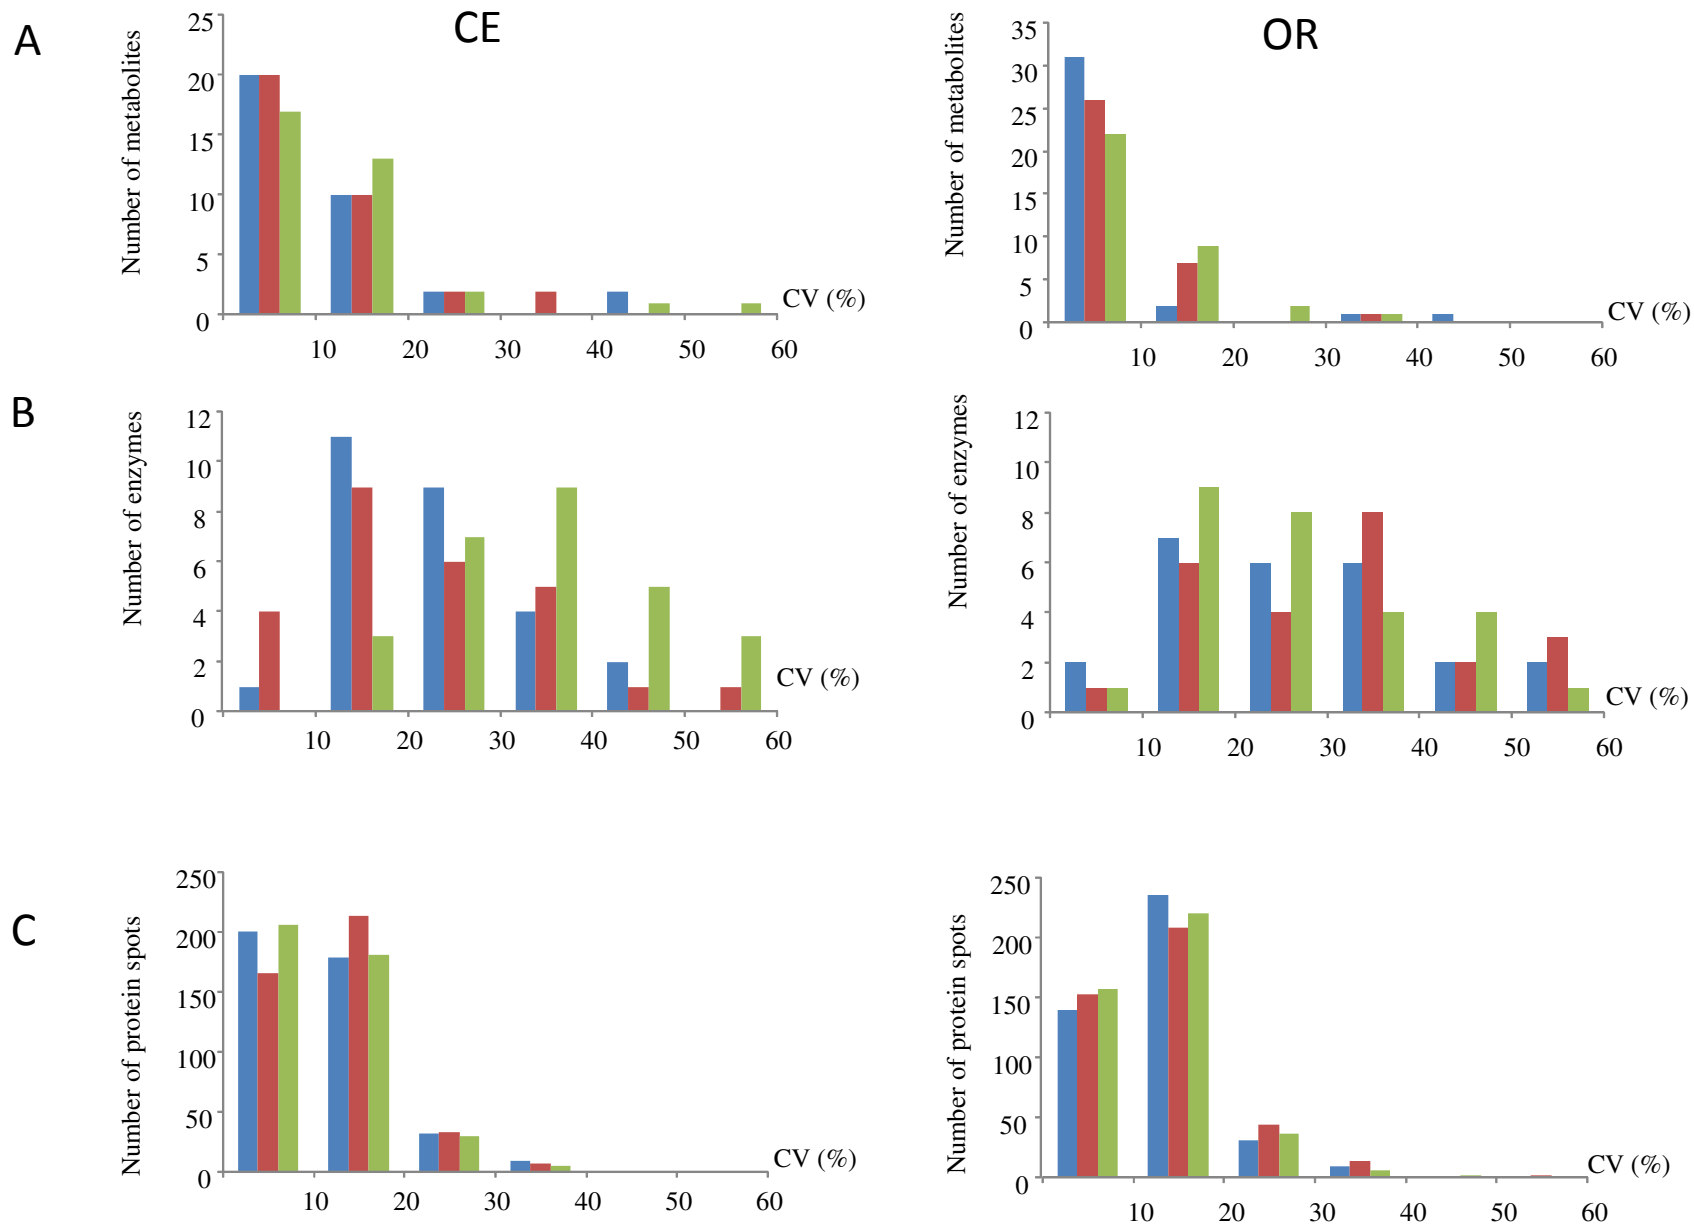 A
CE
OR
Number of metabolites
25
20
15
10
5
0
10 20 30 40 50 60
CV (%)
Number of metabolites
35
30
25
20
15
10
5
0
10 20 30 40 50 60
CV (%)
B
Number of enzymes
12
10
8
6
4
2
0
10 20 30 40 50 60
CV (%)
Number of enzymes
12
10
8
6
4
2
0
10 20 30 40 50 60
CV (%)
C
Number of protein spots
250
200
150
100
50
0
10 20 30 40 50 60
CV (%)
Number of protein spots
250
200
150
100
50
0
10 20 30 40 50 60
CV (%)